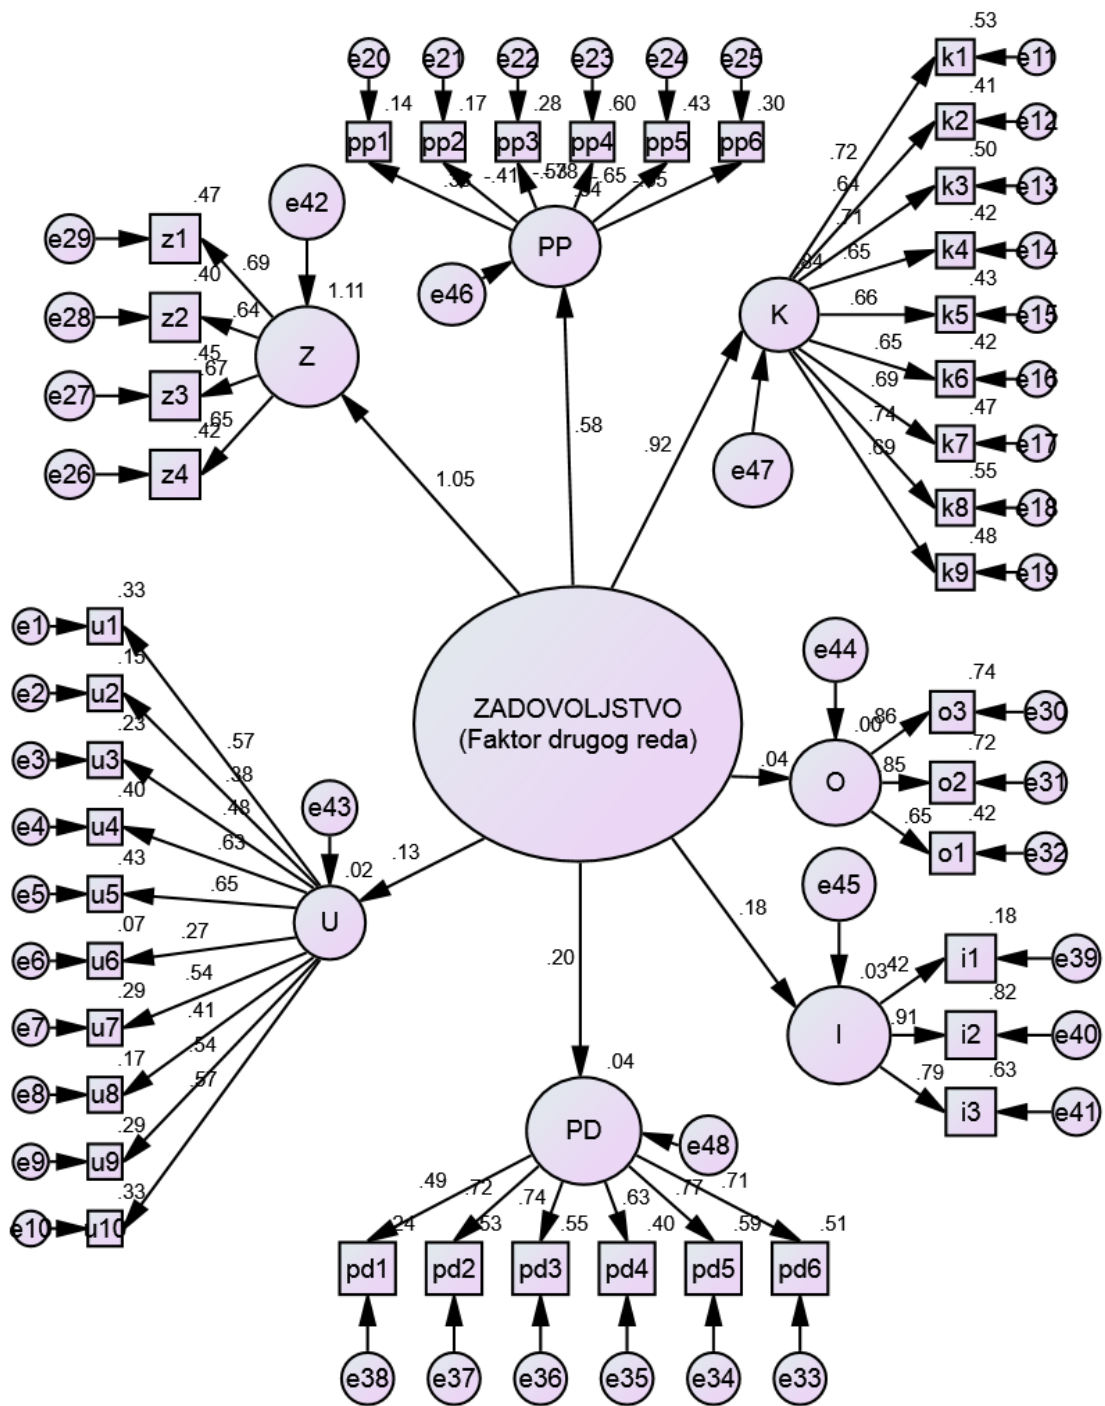 e20 e21 e22 e23 e24 e25
.14 .17 .28 .60 .43 .30
pp1 pp2 pp3 pp4 pp5 pp6
-.41 -.53 -.65
PP
e46
.58
e42
1.11
Z
.47
e29 z1
.69
.40
e28 z2
.64
.45
e27 z3
.67
.65
.42
e26 z4
1.05
.53
k1 e11
.41
k2 e12
.50
k3 e13
.42
k4 e14
.43
k5 e15
.42
k6 e16
.47
k7 e17
.55
k8 e18
.48
k9 e19
.72
.64
.71
.65
.66
.65
.69
.74
.69
.84
K
e47
.92
ZADOVOLJSTVO
(Faktor drugog reda)
.33
e1 u1
.15
e2 u2
.23
e3 u3
.40
e4 u4
.43
e5 u5
.07
e6 u6
.29
e7 u7
.17
e8 u8
.29
e9 u9
.33
e10 u10
.57
.38
.48
.63
.65
.27
.54
.41
.54
.57
e43
.02
U
.13
e44
.00
O
.04
.86
.85
.65
.74
o3 e30
.72
o2 e31
.42
o1 e32
e45
.03
I
.18
.42
.91
.79
.18
i1 e39
.82
i2 e40
.63
i3 e41
.20
.04
PD
e48
.49 .72 .74 .63 .77 .71
.24 .53 .55 .40 .59 .51
pd1 pd2 pd3 pd4 pd5 pd6
e38 e37 e36 e35 e34 e33